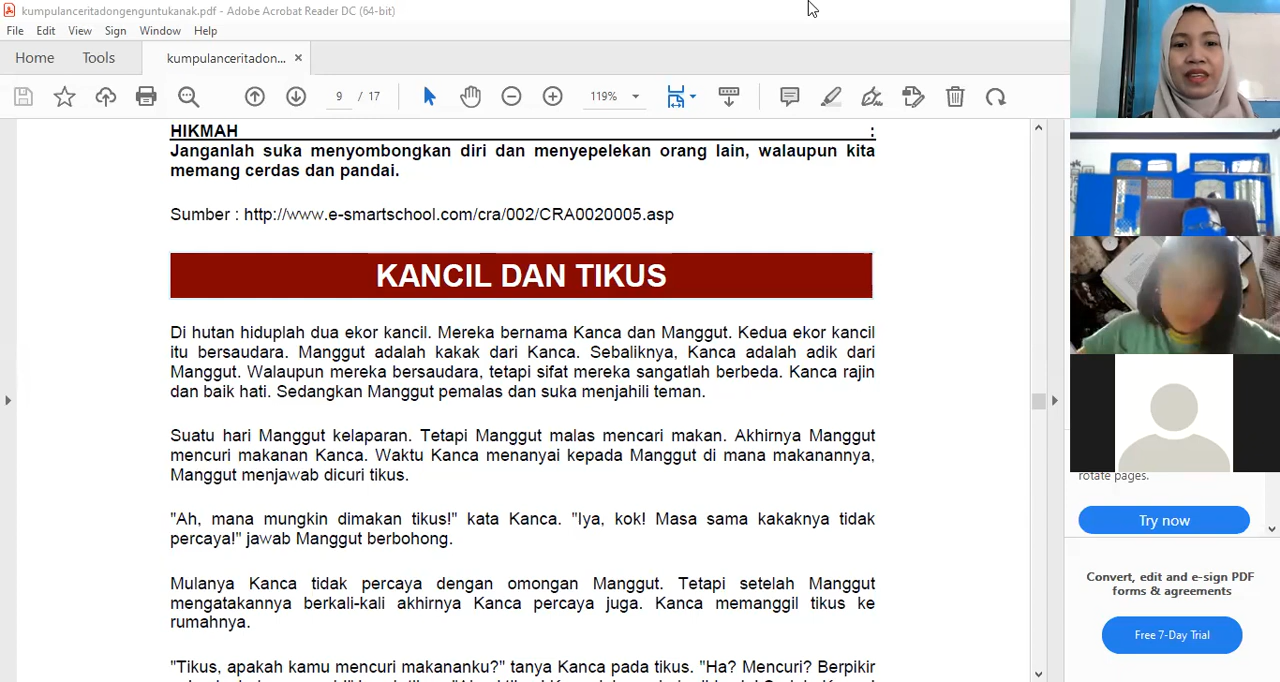 kumpulanceritadongenguntukanak.pdf - Adobe Acrobat Reader DC (64-bit)
File Edit View Sign Window Help
Home Tools kumpulanceritadon... ×
9 / 17 119%
HIKMAH :
Janganlah suka menyombongkan diri dan menyepelekan orang lain, walaupun kita
memang cerdas dan pandai.
Sumber : http://www.e-smartschool.com/cra/002/CRA0020005.asp
KANCIL DAN TIKUS
Di hutan hiduplah dua ekor kancil. Mereka bernama Kanca dan Manggut. Kedua ekor kancil
itu bersaudara. Manggut adalah kakak dari Kanca. Sebaliknya, Kanca adalah adik dari
Manggut. Walaupun mereka bersaudara, tetapi sifat mereka sangatlah berbeda. Kanca rajin
dan baik hati. Sedangkan Manggut pemalas dan suka menjahili teman.
Suatu hari Manggut kelaparan. Tetapi Manggut malas mencari makan. Akhirnya Manggut
mencuri makanan Kanca. Waktu Kanca menanyai kepada Manggut di mana makanannya,
Manggut menjawab dicuri tikus.
"Ah, mana mungkin dimakan tikus!" kata Kanca. "Iya, kok! Masa sama kakaknya tidak
percaya!" jawab Manggut berbohong.
Mulanya Kanca tidak percaya dengan omongan Manggut. Tetapi setelah Manggut
mengatakannya berkali-kali akhirnya Kanca percaya juga. Kanca memanggil tikus ke
rumahnya.
"Tikus, apakah kamu mencuri makananku?" tanya Kanca pada tikus. "Ha? Mencuri? Berpikir
rotate pages.
Try now
Convert, edit and e-sign PDF
forms & agreements
Free 7-Day Trial